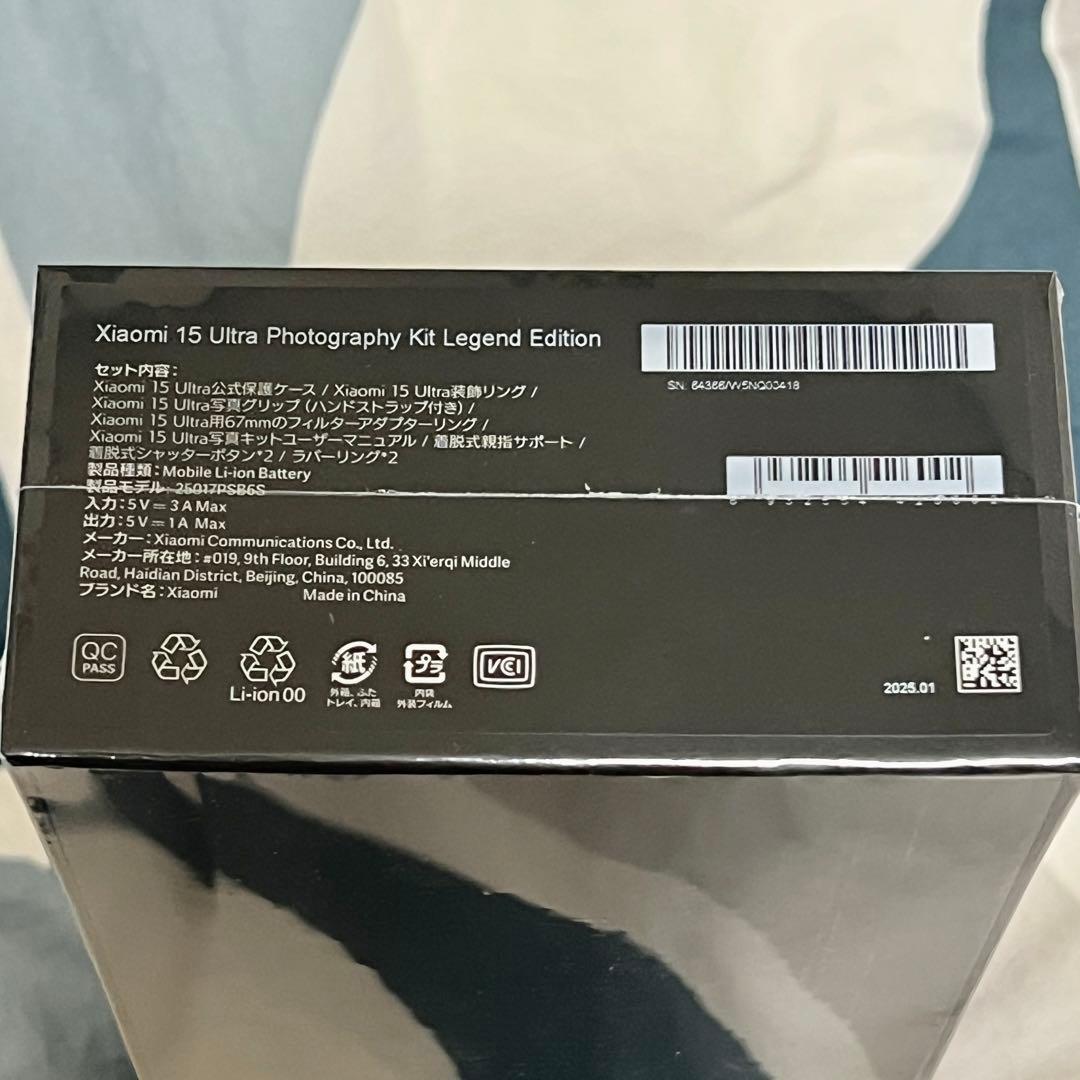 Xiaomi 15 Ultra Photography Kit Legend Edition
セット内容:
Xiaomi 15 Ultra公式保護ケース / Xiaomi 15 Ultra装飾リング /
Xiaomi 15 Ultra写真グリップ (ハンドストラップ付き) /
Xiaomi 15 Ultra用67mmのフィルターアダプターリング /
Xiaomi 15 Ultra写真キットユーザーマニュアル / 着脱式親指サポート /
着脱式シャッターボタン*2 / ラバーリング*2
製品種類:Mobile Li-ion Battery
製品モデル: 25017PSB6S
入力:5V⎓3A Max
出力:5V⎓1A Max
メーカー:Xiaomi Communications Co., Ltd.
メーカー所在地:#019, 9th Floor, Building 6, 33 Xi'erqi Middle
Road, Haidian District, Beijing, China, 100085
ブランド名:Xiaomi Made in China
SN: 64366/W5NQ00418
QC
PASS
Li-ion 00
紙
外箱、ふた
トレイ、内箱
プラ
内袋
外装フィルム
VCI
2025.01